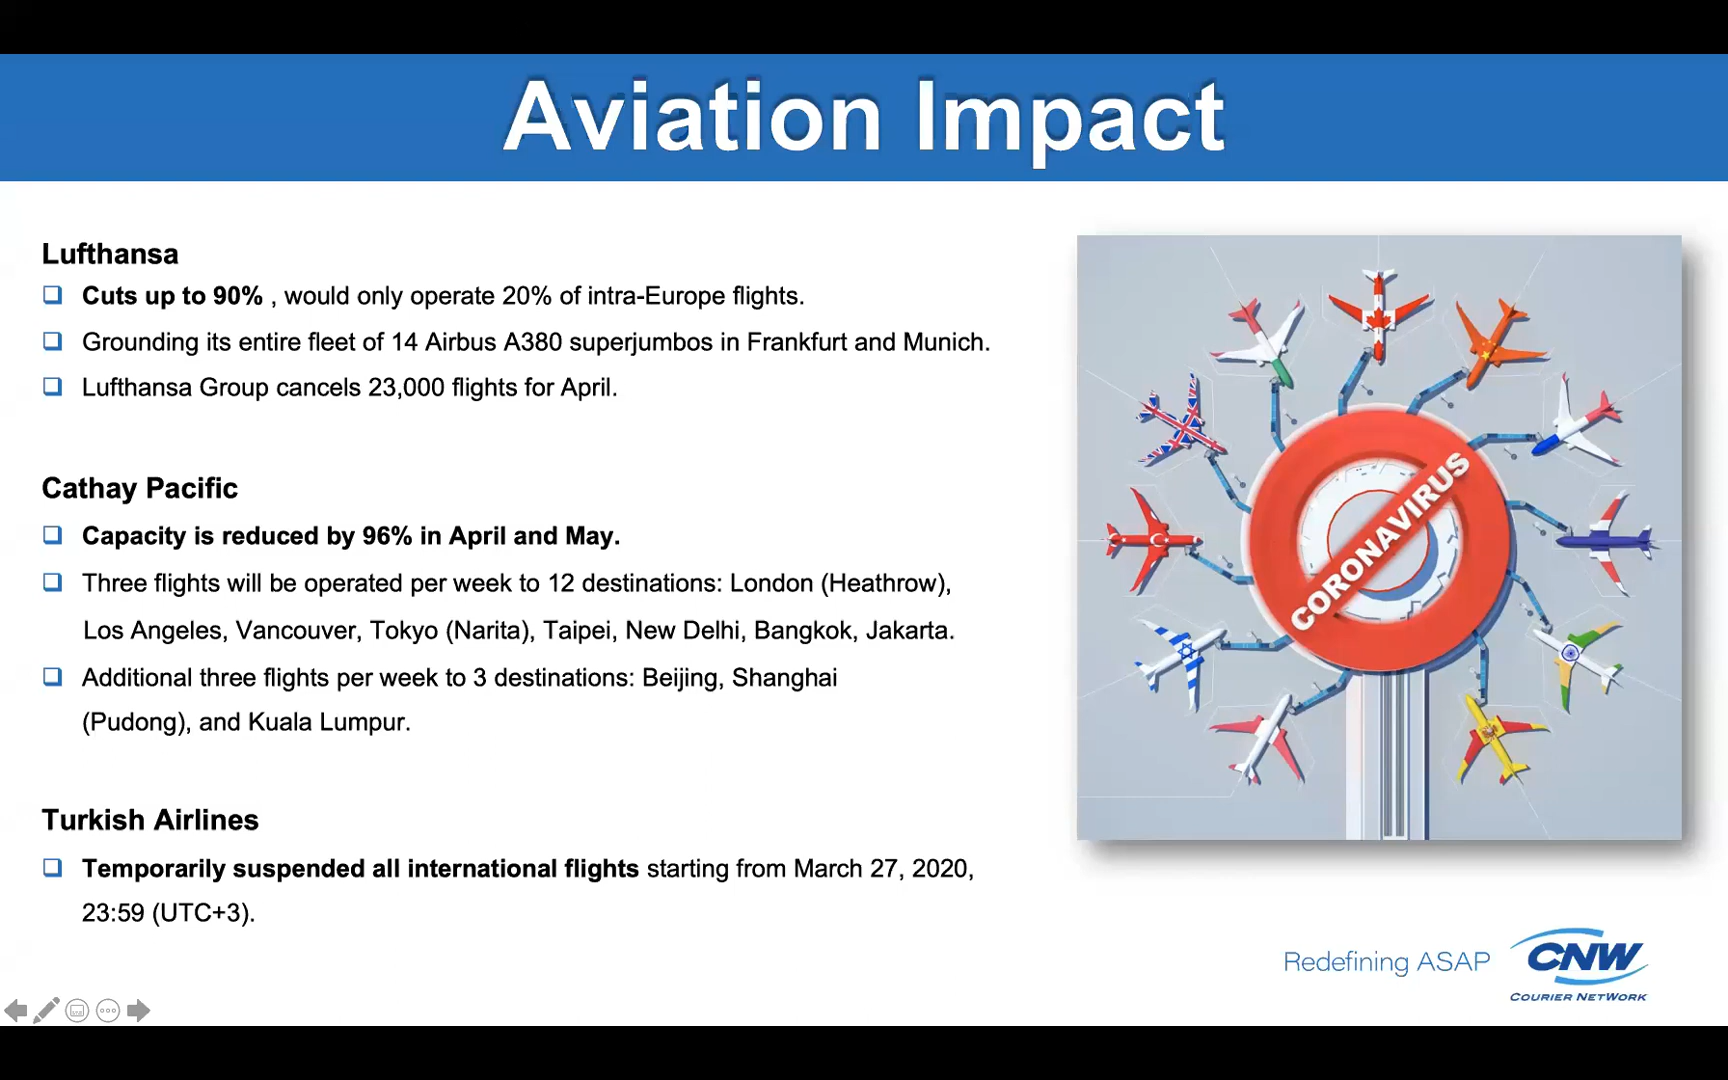 Aviation Impact
Lufthansa
Cuts up to 90% , would only operate 20% of intra-Europe flights.
Grounding its entire fleet of 14 Airbus A380 superjumbos in Frankfurt and Munich.
Lufthansa Group cancels 23,000 flights for April.
Cathay Pacific
Capacity is reduced by 96% in April and May.
Three flights will be operated per week to 12 destinations: London (Heathrow),
Los Angeles, Vancouver, Tokyo (Narita), Taipei, New Delhi, Bangkok, Jakarta.
Additional three flights per week to 3 destinations: Beijing, Shanghai
(Pudong), and Kuala Lumpur.
Turkish Airlines
Temporarily suspended all international flights starting from March 27, 2020,
23:59 (UTC+3).
CORONAVIRUS
Redefining ASAP
CNW
COURIER NETWORK